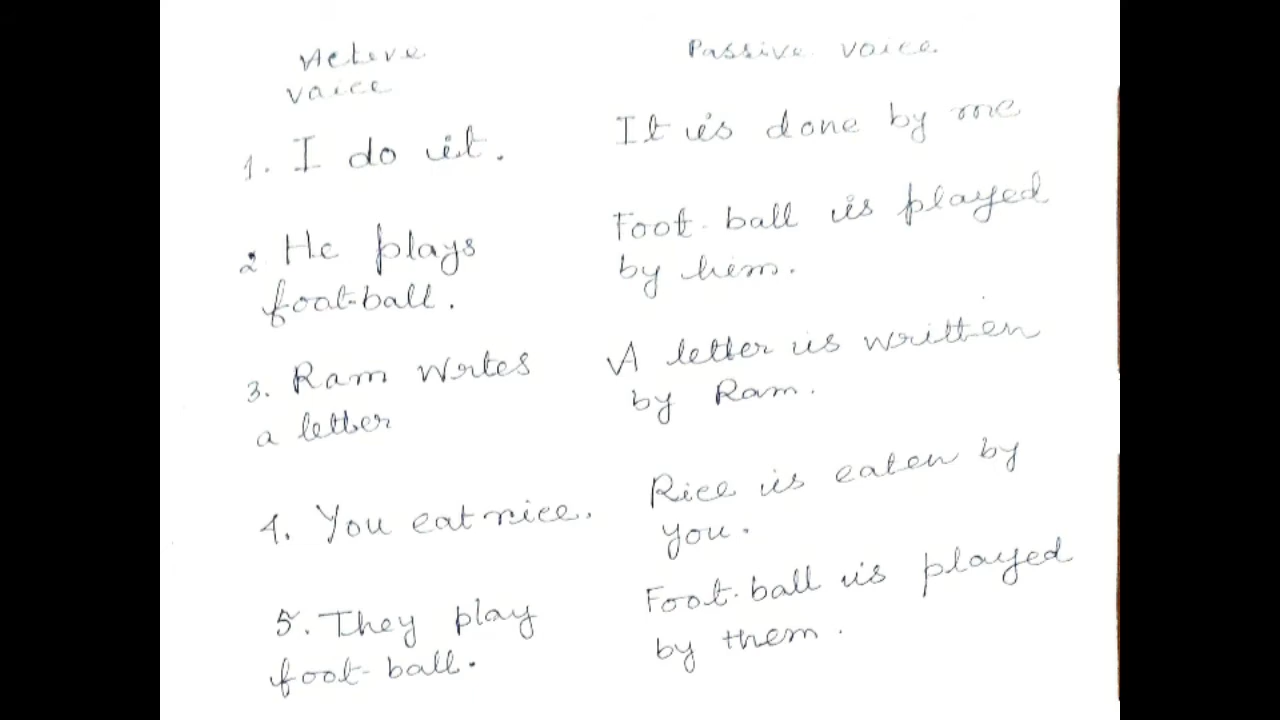 Active
Passive voice.
vaice
1. I do it.
It is done by me
2 He plays
Foot-ball is played
foot-ball.
by him.
3. Ram Wrtes
A letter is written
a letter
by Ram.
4. You eat rice.
Rice is eaten by
you.
5. They play
Foot-ball is played
foot-ball.
by them.